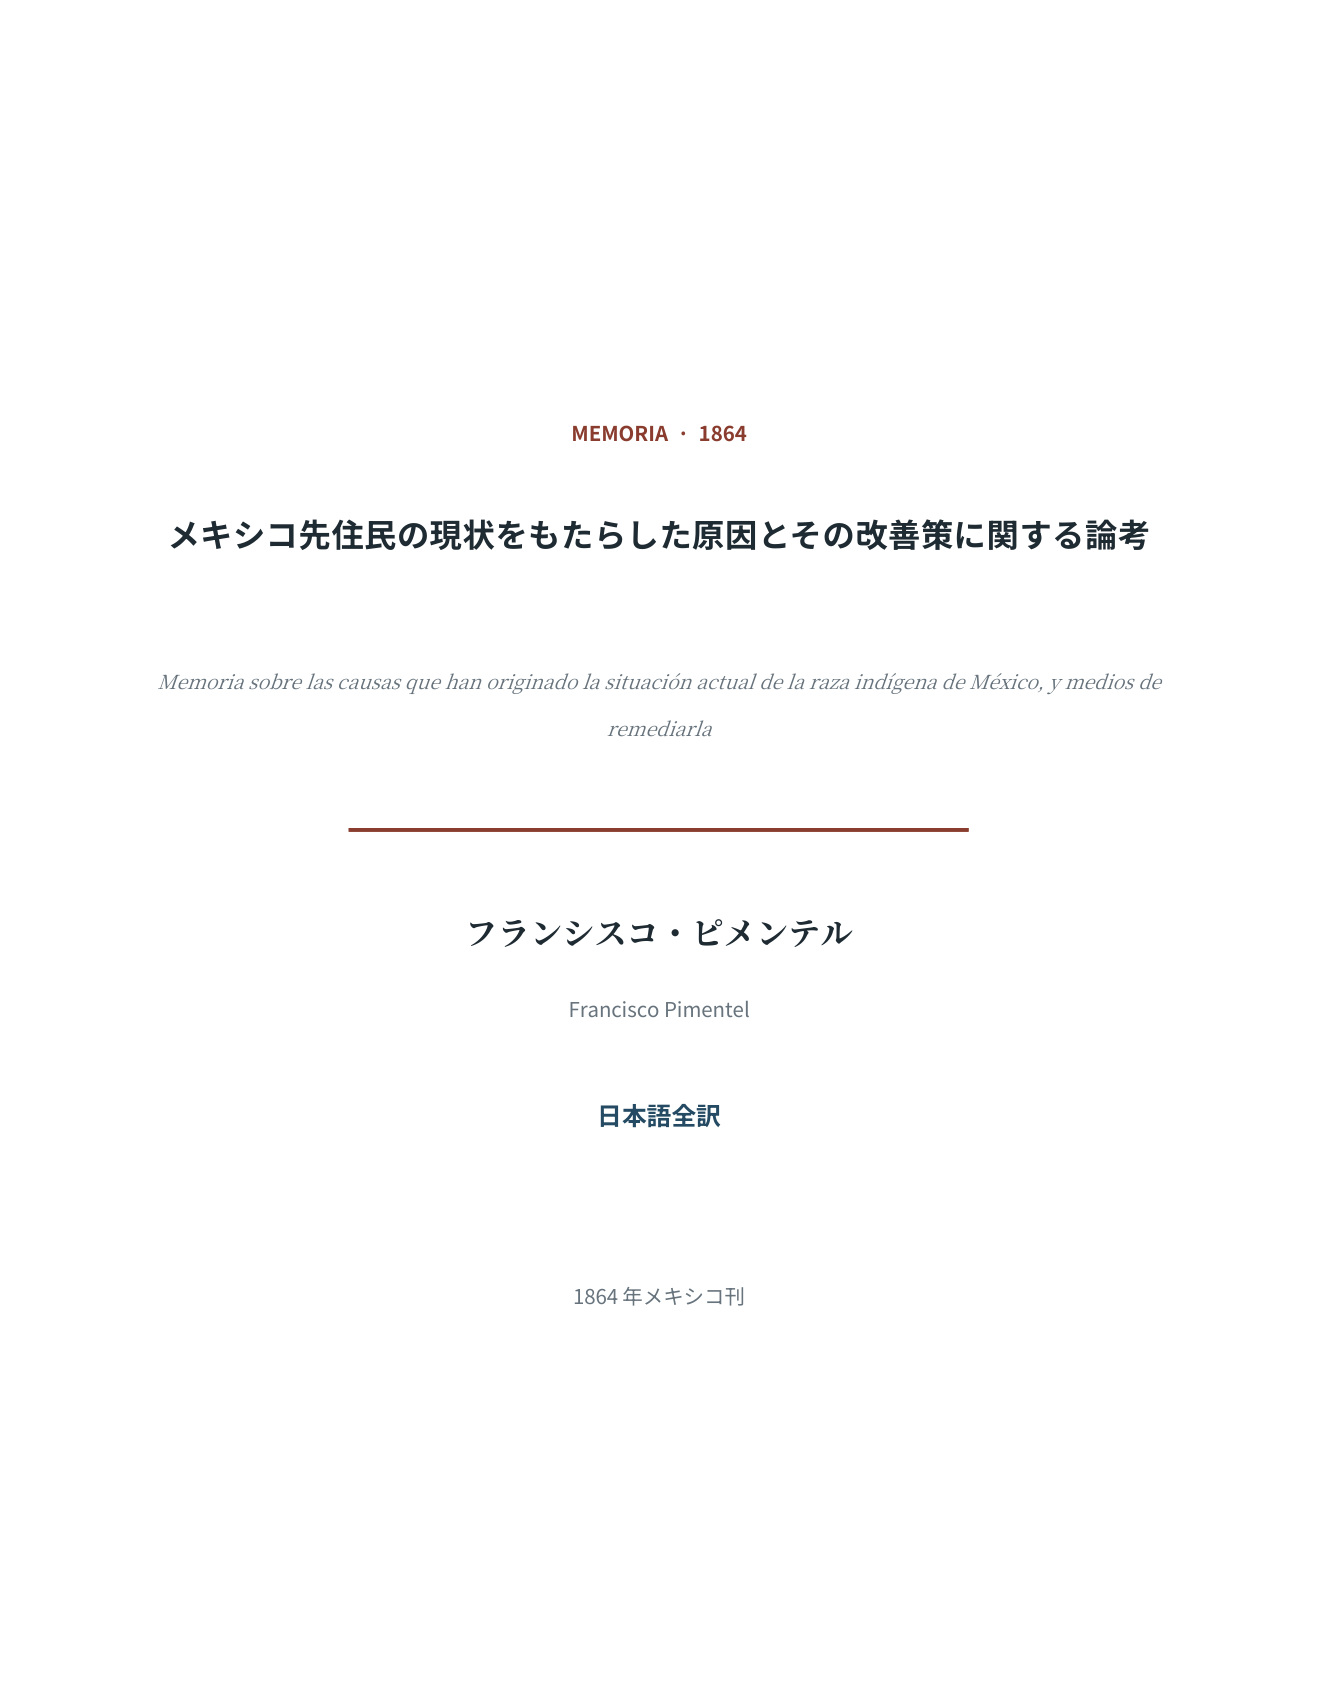 MEMORIA · 1864
メキシコ先住民の現状をもたらした原因とその改善策に関する論考
Memoria sobre las causas que han originado la situación actual de la raza indígena de México, y medios de
remediarla
フランシスコ・ピメンテル
Francisco Pimentel
日本語全訳
1864 年メキシコ刊